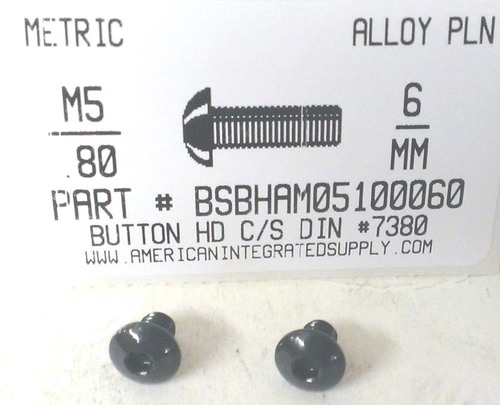 METRIC ALLOY PLN
M5 6
.80 MM
PART # BSBHAM05100060
BUTTON HD C/S DIN #7380
WWW.AMERICANINTEGRATEDSUPPLY.COM